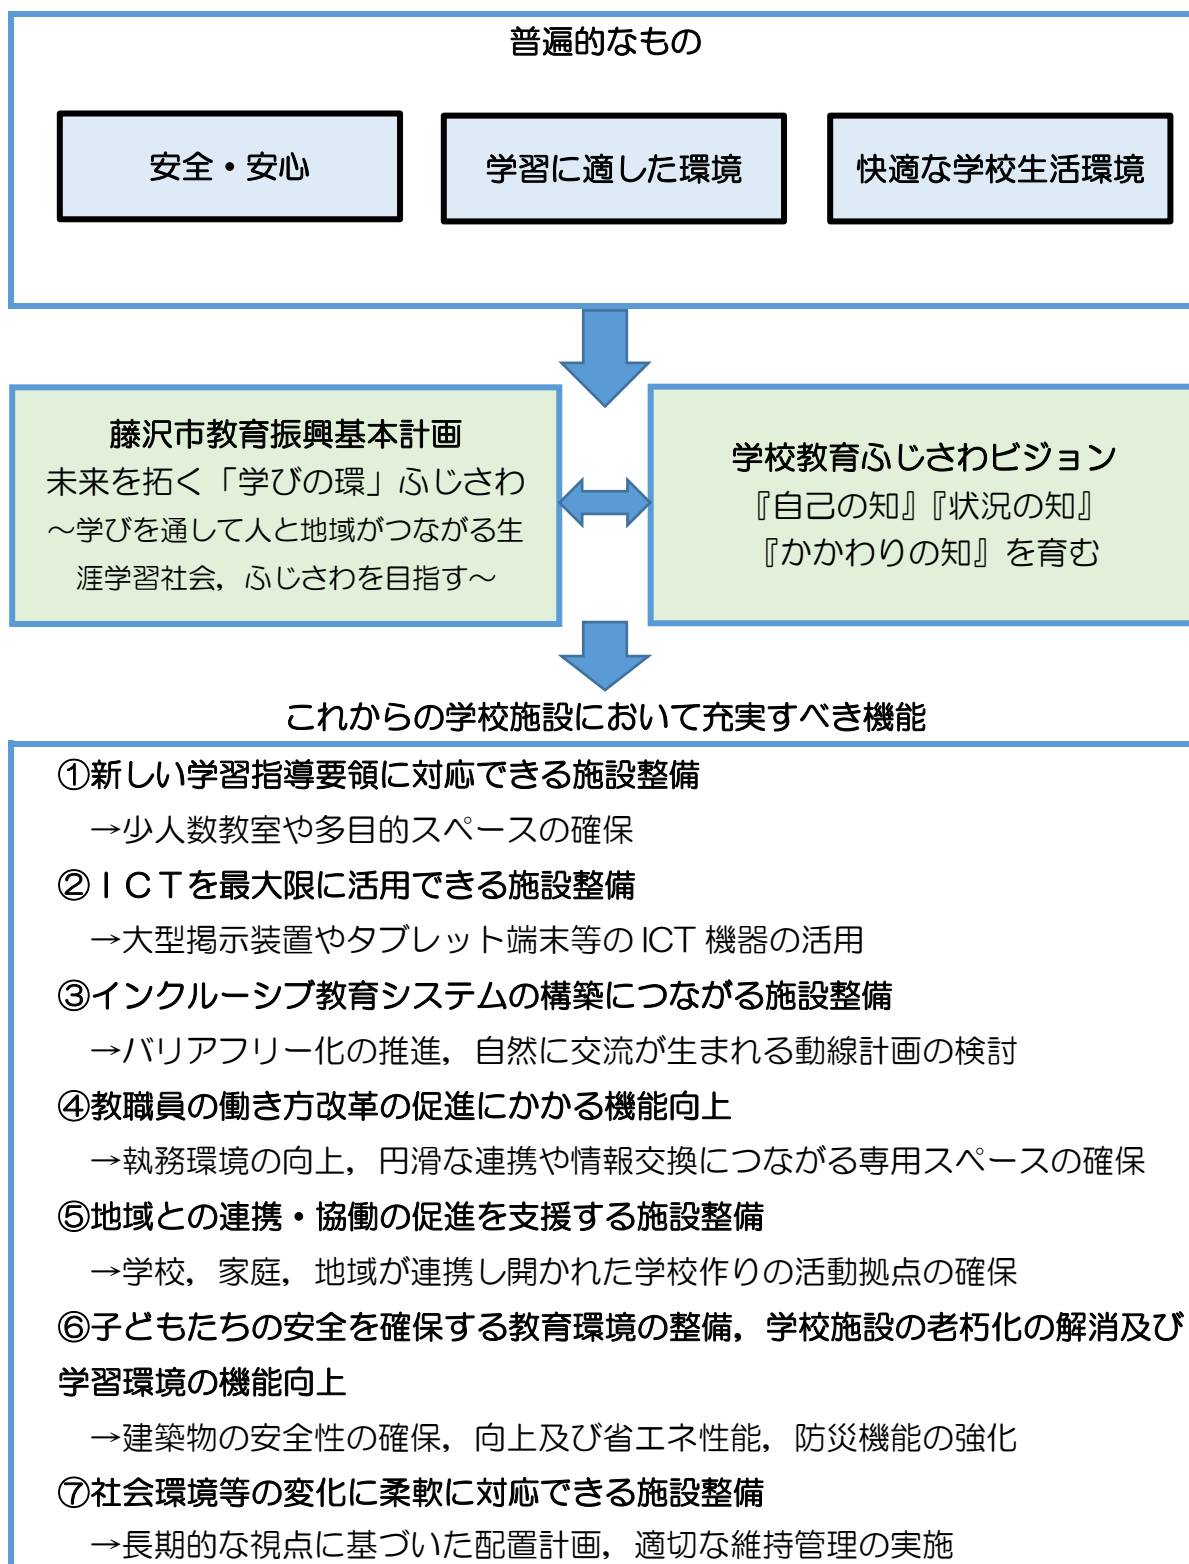 普遍的なもの
安全・安心
学習に適した環境
快適な学校生活環境
藤沢市教育振興基本計画
未来を拓く「学びの環」ふじさわ
～学びを通して人と地域がつながる生
涯学習社会，ふじさわを目指す～
学校教育ふじさわビジョン
『自己の知』『状況の知』
『かかわりの知』を育む
これからの学校施設において充実すべき機能
①新しい学習指導要領に対応できる施設整備
→少人数教室や多目的スペースの確保
②ＩＣＴを最大限に活用できる施設整備
→大型掲示装置やタブレット端末等のICT機器の活用
③インクルーシブ教育システムの構築につながる施設整備
→バリアフリー化の推進，自然に交流が生まれる動線計画の検討
④教職員の働き方改革の促進にかかる機能向上
→執務環境の向上，円滑な連携や情報交換につながる専用スペースの確保
⑤地域との連携・協働の促進を支援する施設整備
→学校，家庭，地域が連携し開かれた学校作りの活動拠点の確保
⑥子どもたちの安全を確保する教育環境の整備，学校施設の老朽化の解消及び
学習環境の機能向上
→建築物の安全性の確保，向上及び省エネ性能，防災機能の強化
⑦社会環境等の変化に柔軟に対応できる施設整備
→長期的な視点に基づいた配置計画，適切な維持管理の実施